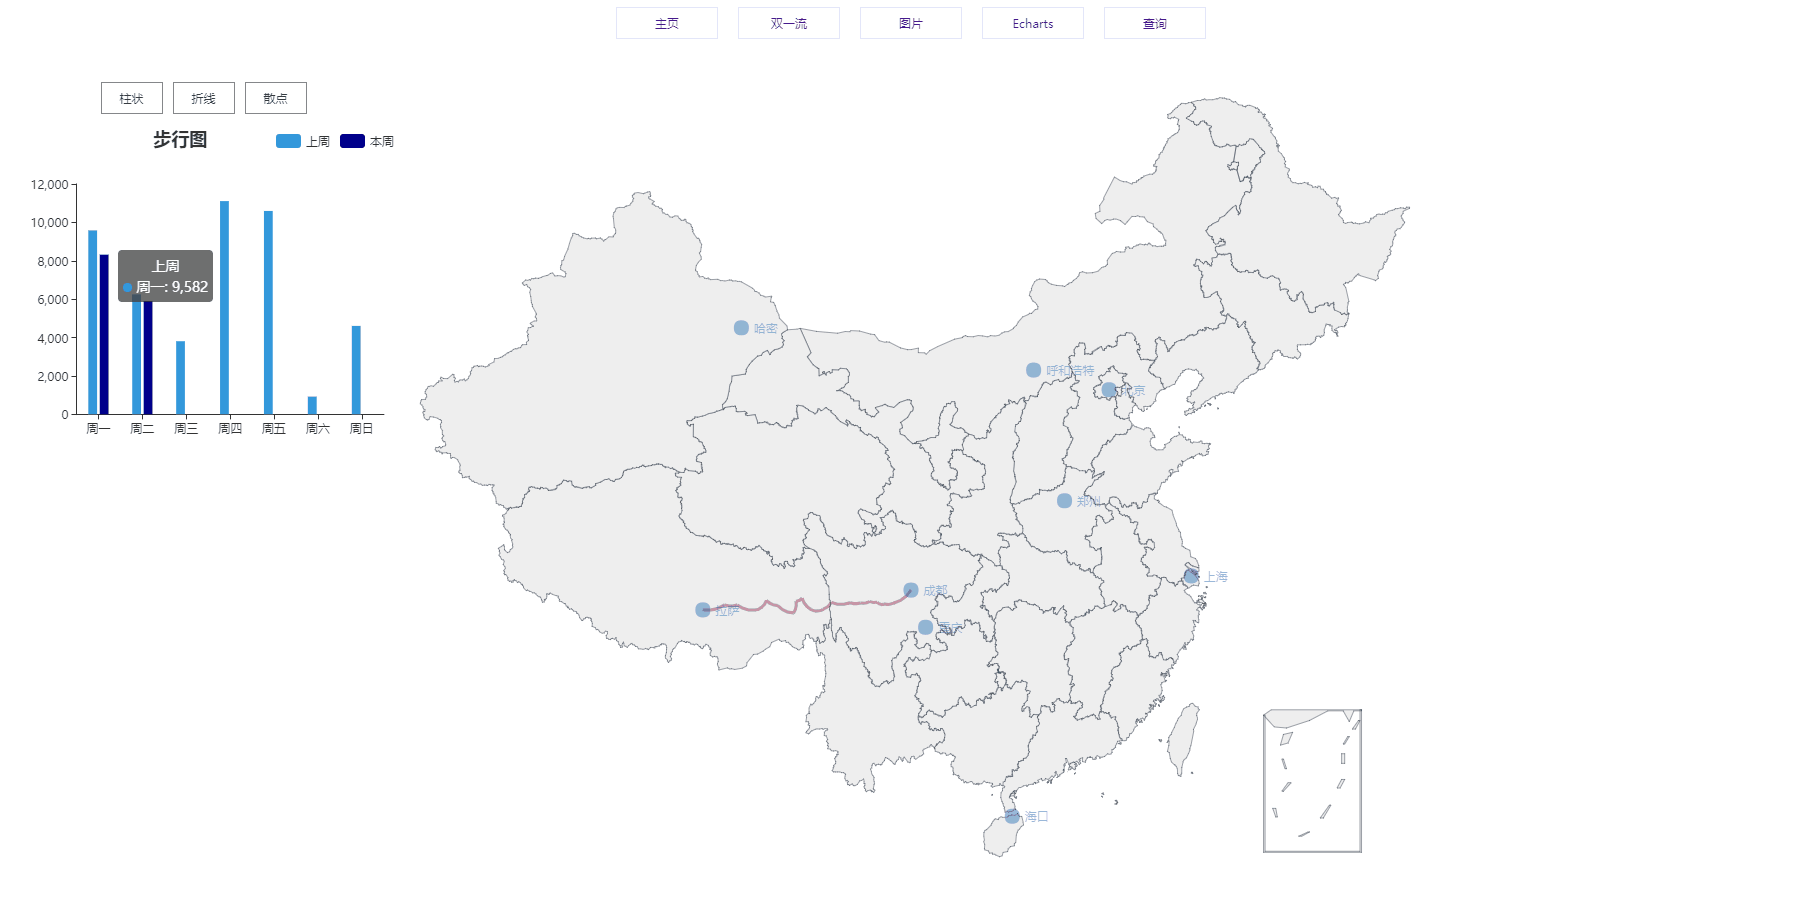 主页 双一流 图片 Echarts 查询
柱状 折线 散点
步行图 上周 本周
12,000
10,000
8,000
6,000
4,000
2,000
0
上周
周一: 9,582
周一 周二 周三 周四 周五 周六 周日
哈密
呼和浩特
北京
郑州
上海
成都
拉萨
重庆
海口